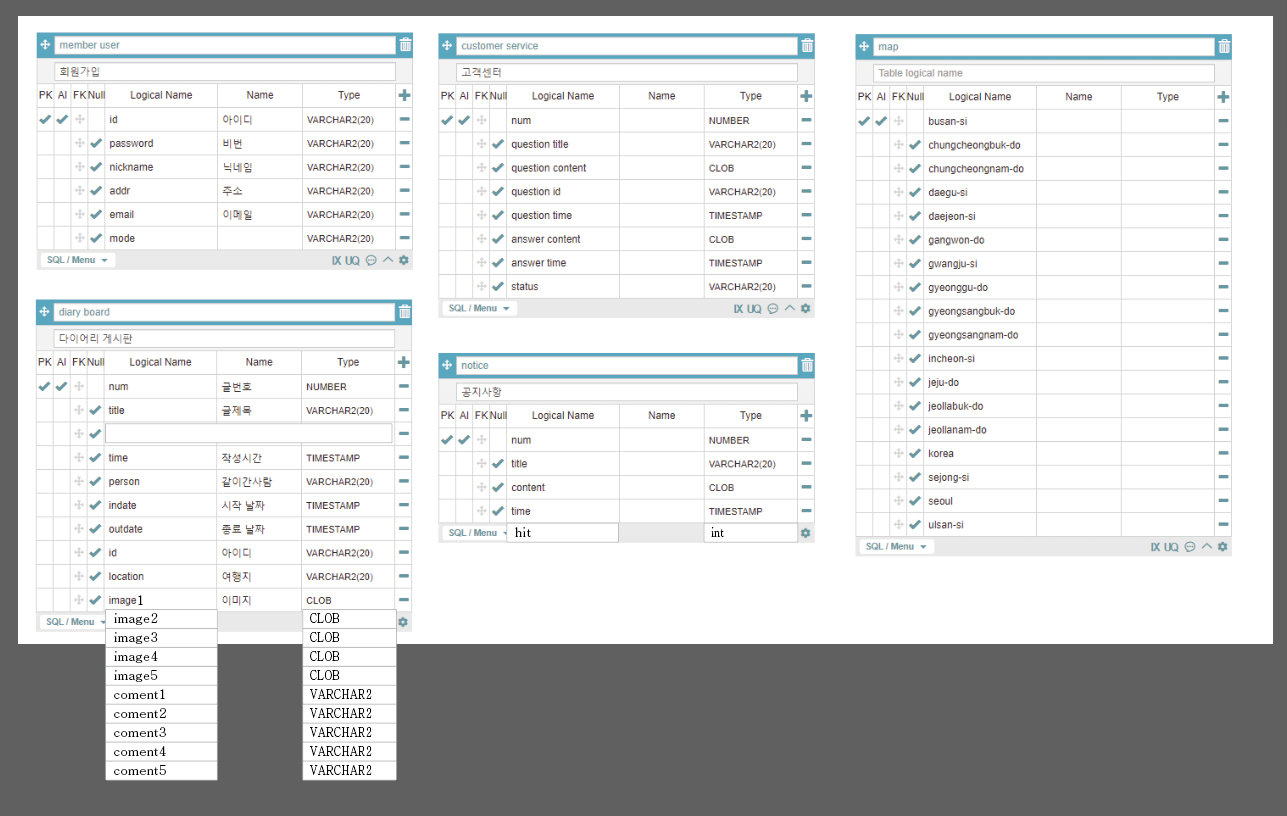 member user
회원가입
PK AI FK Null Logical Name Name Type
id 아이디 VARCHAR2(20)
password 비번 VARCHAR2(20)
nickname 닉네임 VARCHAR2(20)
addr 주소 VARCHAR2(20)
email 이메일 VARCHAR2(20)
mode VARCHAR2(20)
SQL / Menu IX UQ
diary board
다이어리 게시판
PK AI FK Null Logical Name Name Type
num 글번호 NUMBER
title 글제목 VARCHAR2(20)
time 작성시간 TIMESTAMP
person 같이간사람 VARCHAR2(20)
indate 시작 날짜 TIMESTAMP
outdate 종료 날짜 TIMESTAMP
id 아이디 VARCHAR2(20)
location 여행지 VARCHAR2(20)
image1 이미지 CLOB
SQL / Menu
image2 CLOB
image3 CLOB
image4 CLOB
image5 CLOB
coment1 VARCHAR2
coment2 VARCHAR2
coment3 VARCHAR2
coment4 VARCHAR2
coment5 VARCHAR2
customer service
고객센터
PK AI FK Null Logical Name Name Type
num NUMBER
question title VARCHAR2(20)
question content CLOB
question id VARCHAR2(20)
question time TIMESTAMP
answer content CLOB
answer time TIMESTAMP
status VARCHAR2(20)
SQL / Menu IX UQ
notice
공지사항
PK AI FK Null Logical Name Name Type
num NUMBER
title VARCHAR2(20)
content CLOB
time TIMESTAMP
SQL / Menu hit int
map
Table logical name
PK AI FK Null Logical Name Name Type
busan-si
chungcheongbuk-do
chungcheongnam-do
daegu-si
daejeon-si
gangwon-do
gwangju-si
gyeonggu-do
gyeongsangbuk-do
gyeongsangnam-do
incheon-si
jeju-do
jeollabuk-do
jeollanam-do
korea
sejong-si
seoul
ulsan-si
SQL / Menu IX UQ